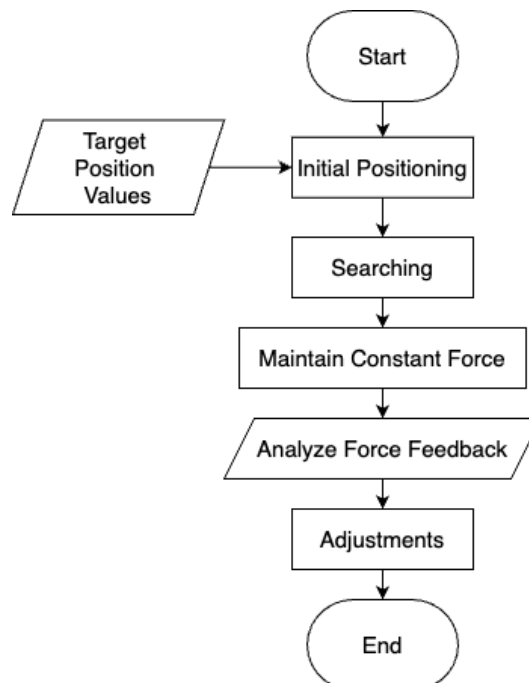 Start
Target
Position
Values
Initial Positioning
Searching
Maintain Constant Force
Analyze Force Feedback
Adjustments
End